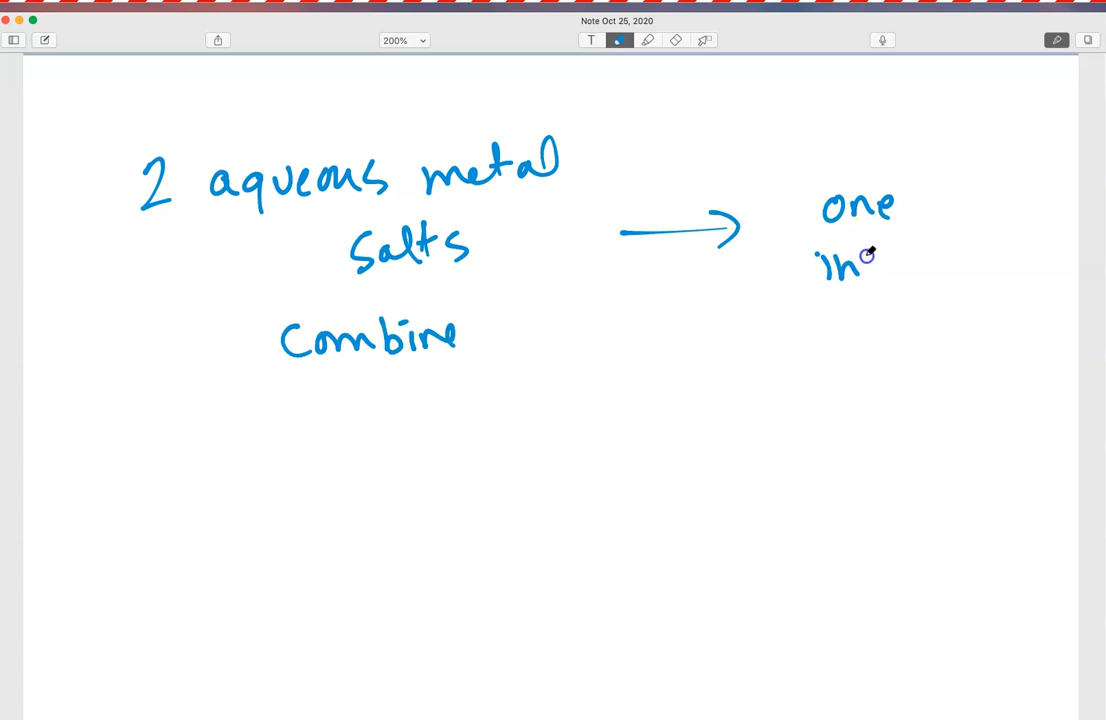 Note Oct 25, 2020
200%
T
2 aqueous metal
salts
combine
one
in